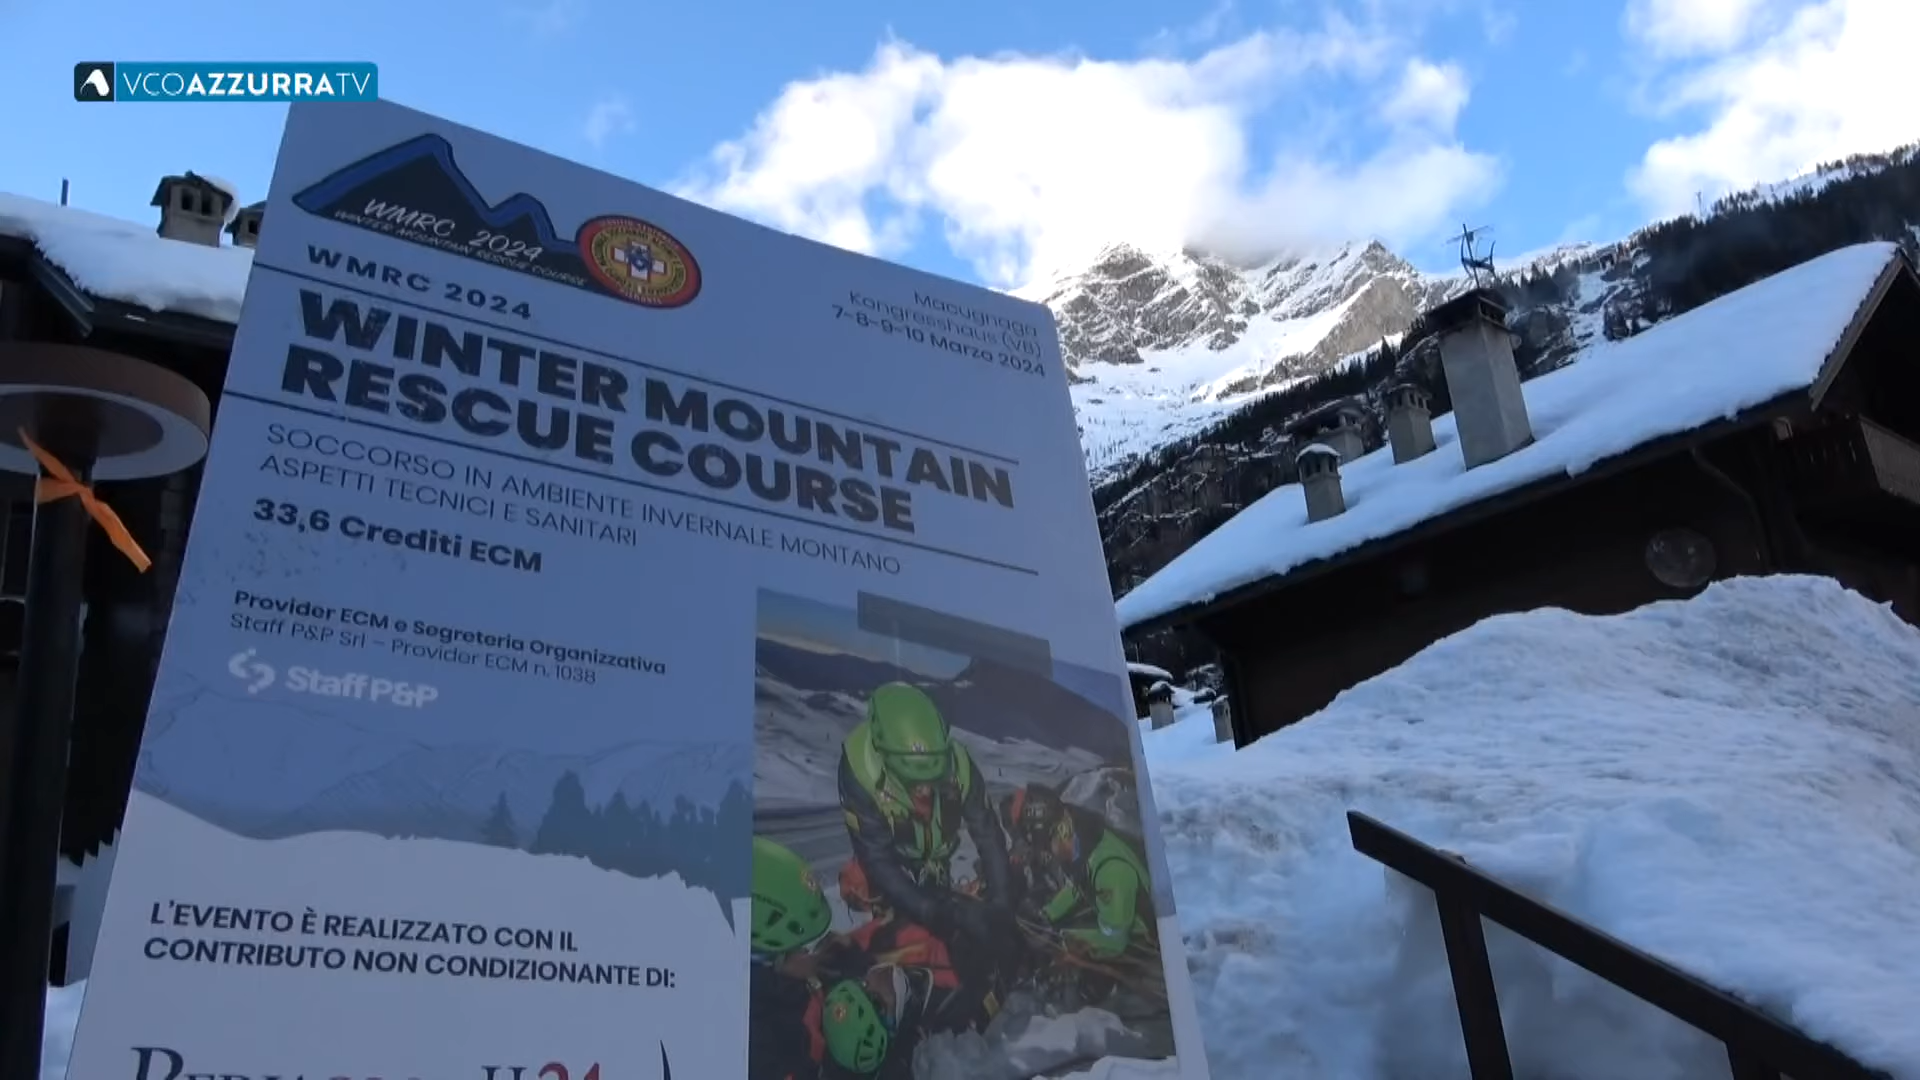 VCOAZZURRATV
WMRC 2024
WINTER MOUNTAIN RESCUE COURSE
WMRC 2024
Macugnaga
Kongresshaus (VB)
7-8-9-10 Marzo 2024
WINTER MOUNTAIN
RESCUE COURSE
SOCCORSO IN AMBIENTE INVERNALE MONTANO
ASPETTI TECNICI E SANITARI
33,6 Crediti ECM
Provider ECM e Segreteria Organizzativa
Staff P&P Srl – Provider ECM n. 1038
Staff P&P
L'EVENTO È REALIZZATO CON IL
CONTRIBUTO NON CONDIZIONANTE DI: